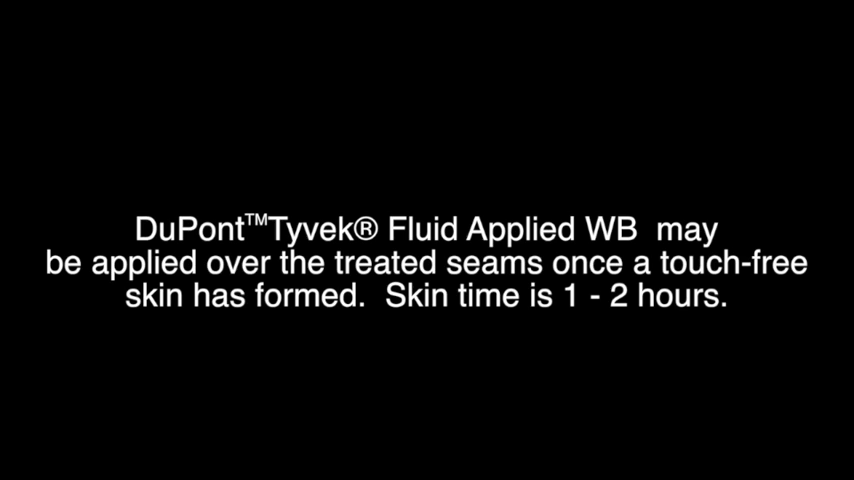 DuPont™Tyvek® Fluid Applied WB  may
be applied over the treated seams once a touch-free
skin has formed.  Skin time is 1 - 2 hours.